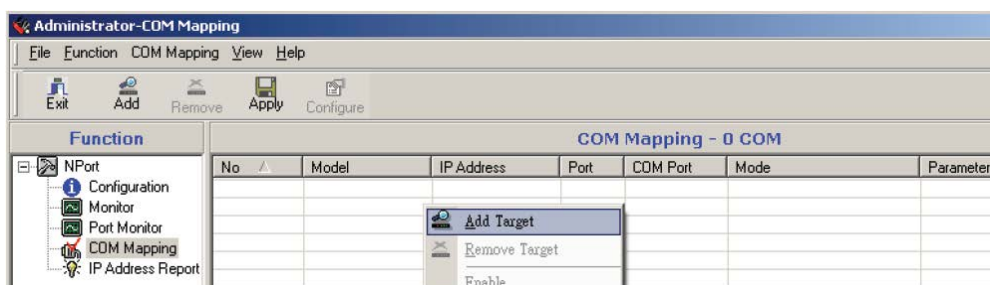 Administrator-COM Mapping
File Function COM Mapping View Help
Exit Add Remove Apply Configure
Function
COM Mapping - 0 COM
NPort
Configuration
Monitor
Port Monitor
COM Mapping
IP Address Report
No Model IP Address Port COM Port Mode Parameter
Add Target
Remove Target
Enable